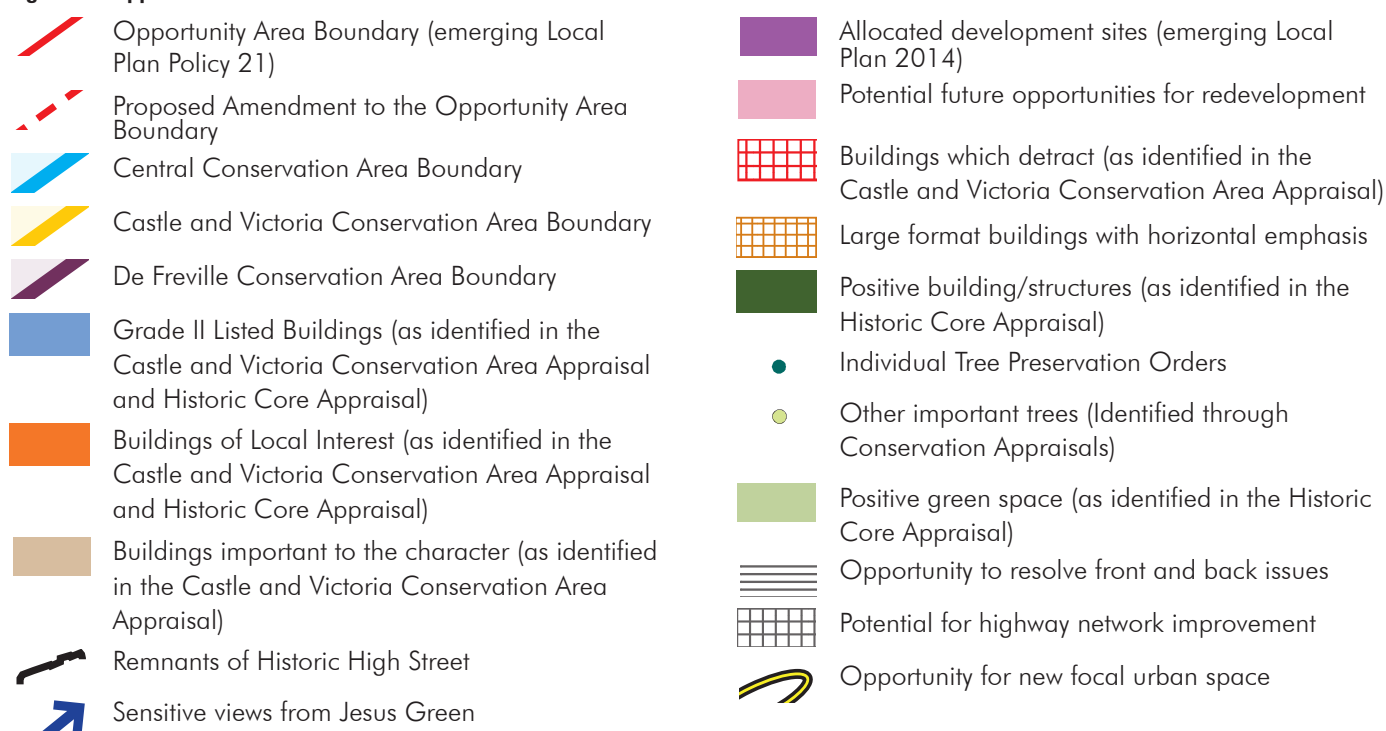 Opportunity Area Boundary (emerging Local
Plan Policy 21)
Proposed Amendment to the Opportunity Area
Boundary
Central Conservation Area Boundary
Castle and Victoria Conservation Area Boundary
De Freville Conservation Area Boundary
Grade II Listed Buildings (as identified in the
Castle and Victoria Conservation Area Appraisal
and Historic Core Appraisal)
Buildings of Local Interest (as identified in the
Castle and Victoria Conservation Area Appraisal
and Historic Core Appraisal)
Buildings important to the character (as identified
in the Castle and Victoria Conservation Area
Appraisal)
Remnants of Historic High Street
Sensitive views from Jesus Green
Allocated development sites (emerging Local
Plan 2014)
Potential future opportunities for redevelopment
Buildings which detract (as identified in the
Castle and Victoria Conservation Area Appraisal)
Large format buildings with horizontal emphasis
Positive building/structures (as identified in the
Historic Core Appraisal)
Individual Tree Preservation Orders
Other important trees (Identified through
Conservation Appraisals)
Positive green space (as identified in the Historic
Core Appraisal)
Opportunity to resolve front and back issues
Potential for highway network improvement
Opportunity for new focal urban space